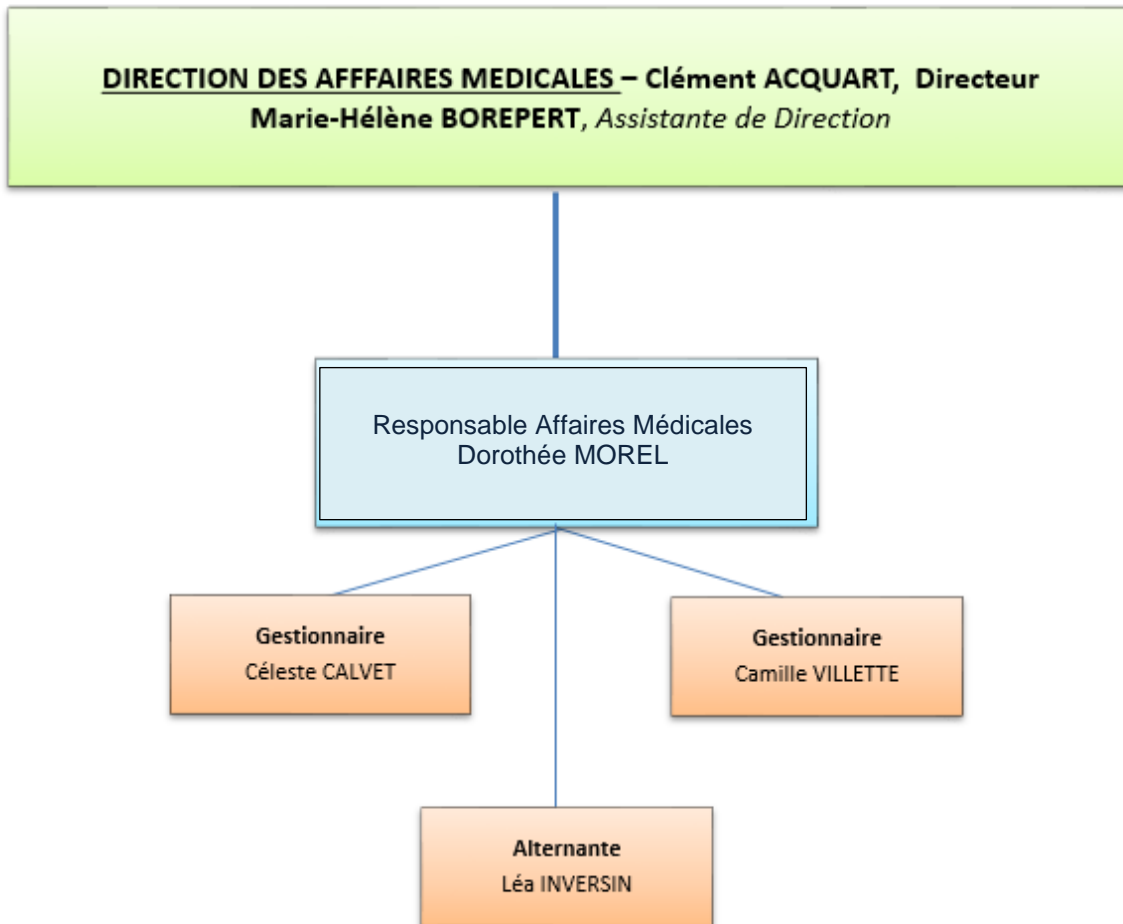 DIRECTION DES AFFFAIRES MEDICALES – Clément ACQUART, Directeur
Marie-Hélène BOREPERT, Assistante de Direction
Responsable Affaires Médicales
Dorothée MOREL
Gestionnaire
Céleste CALVET
Gestionnaire
Camille VILLETTE
Alternante
Léa INVERSIN